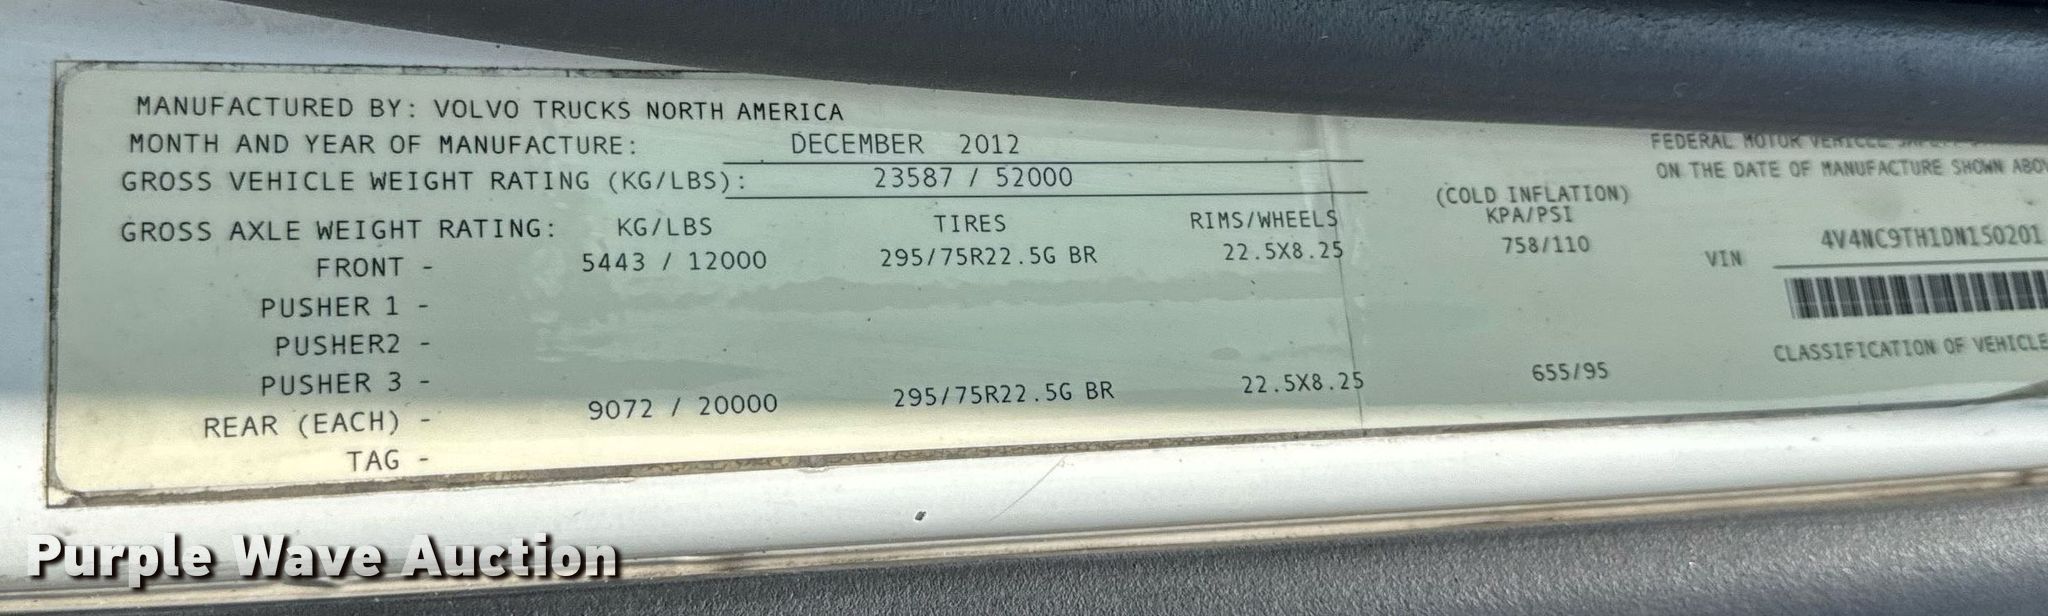 MANUFACTURED BY: VOLVO TRUCKS NORTH AMERICA
MONTH AND YEAR OF MANUFACTURE: DECEMBER 2012
GROSS VEHICLE WEIGHT RATING (KG/LBS): 23587 / 52000
GROSS AXLE WEIGHT RATING: KG/LBS TIRES RIMS/WHEELS (COLD INFLATION) KPA/PSI
FRONT - 5443 / 12000 295/75R22.5G BR 22.5X8.25 758/110
PUSHER 1 -
PUSHER2 -
PUSHER 3 -
REAR (EACH) - 9072 / 20000 295/75R22.5G BR 22.5X8.25 655/95
TAG -
FEDERAL MOTOR VEHICLE
ON THE DATE OF MANUFACTURE SHOWN ABOV
VIN 4V4NC9TH1DN150201
CLASSIFICATION OF VEHICLE
Purple Wave Auction